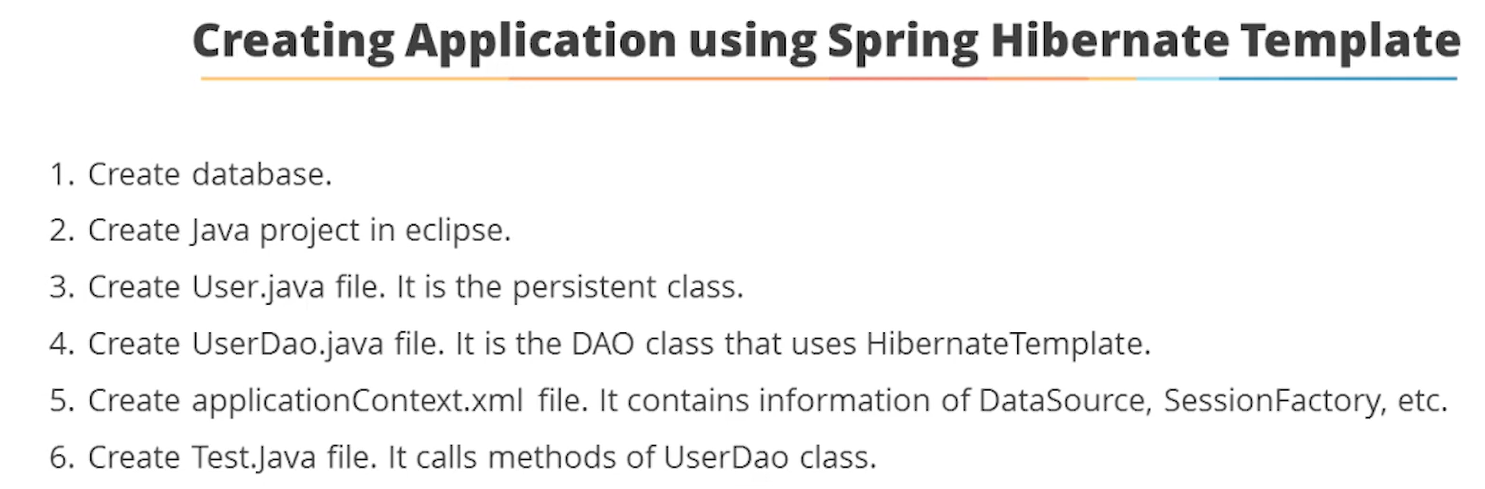 Creating Application using Spring Hibernate Template
1. Create database.
2. Create Java project in eclipse.
3. Create User.java file. It is the persistent class.
4. Create UserDao.java file. It is the DAO class that uses HibernateTemplate.
5. Create applicationContext.xml file. It contains information of DataSource, SessionFactory, etc.
6. Create Test.Java file. It calls methods of UserDao class.